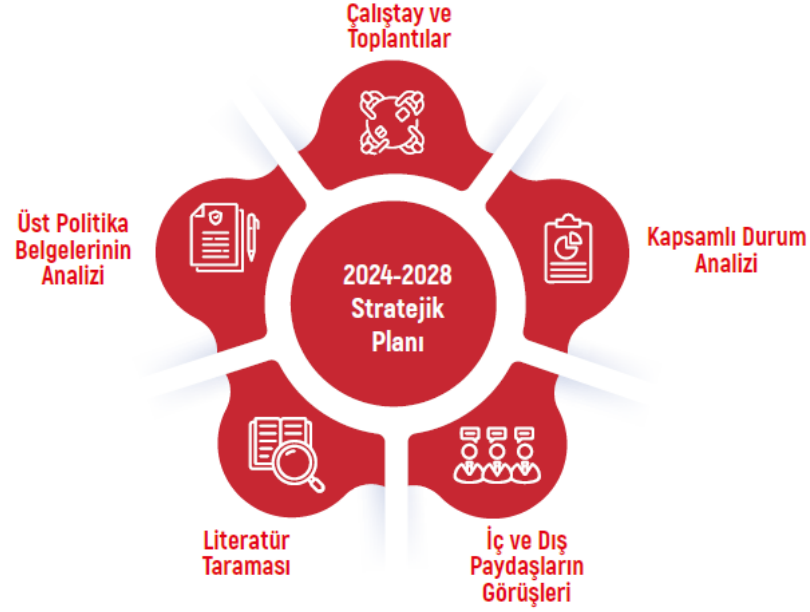 Çalıştay ve
Toplantılar
Üst Politika
Belgelerinin
Analizi
Kapsamlı Durum
Analizi
2024-2028
Stratejik
Planı
Literatür
Taraması
İç ve Dış
Paydaşların
Görüşleri